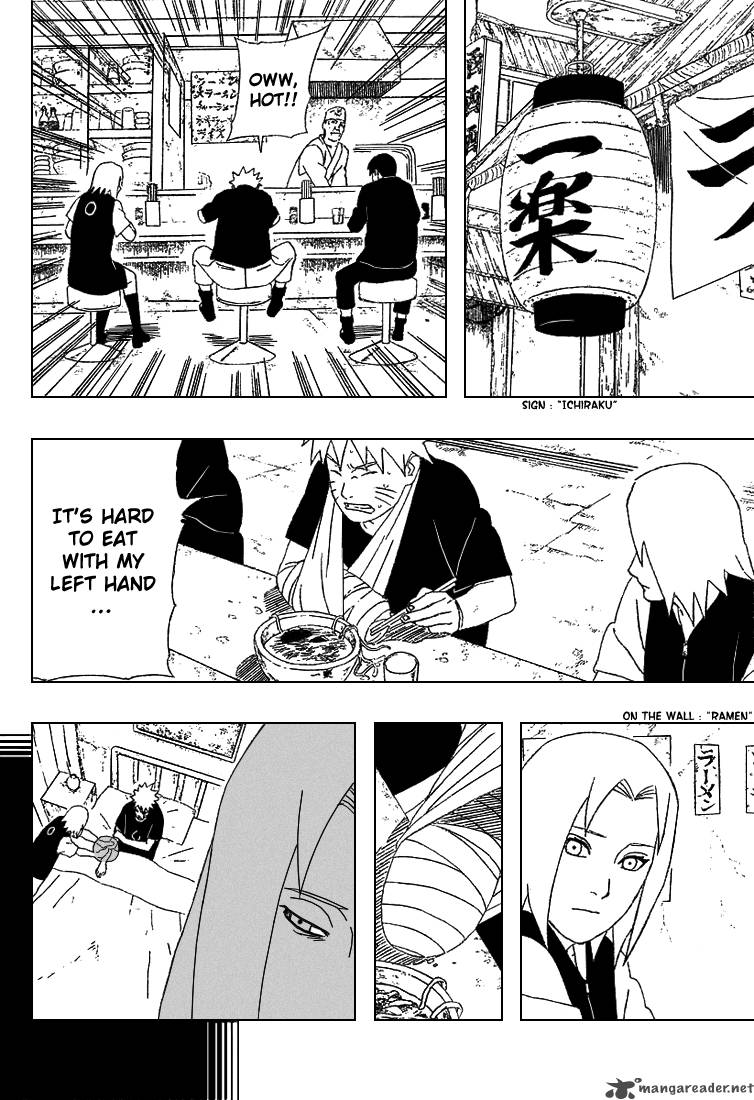 一楽
ラ
SIGN : "ICHIRAKU"
OWW,
HOT!!
IT'S HARD
TO EAT
WITH MY
LEFT HAND
...
ON THE WALL : "RAMEN"
ラーメン
mangareader.net